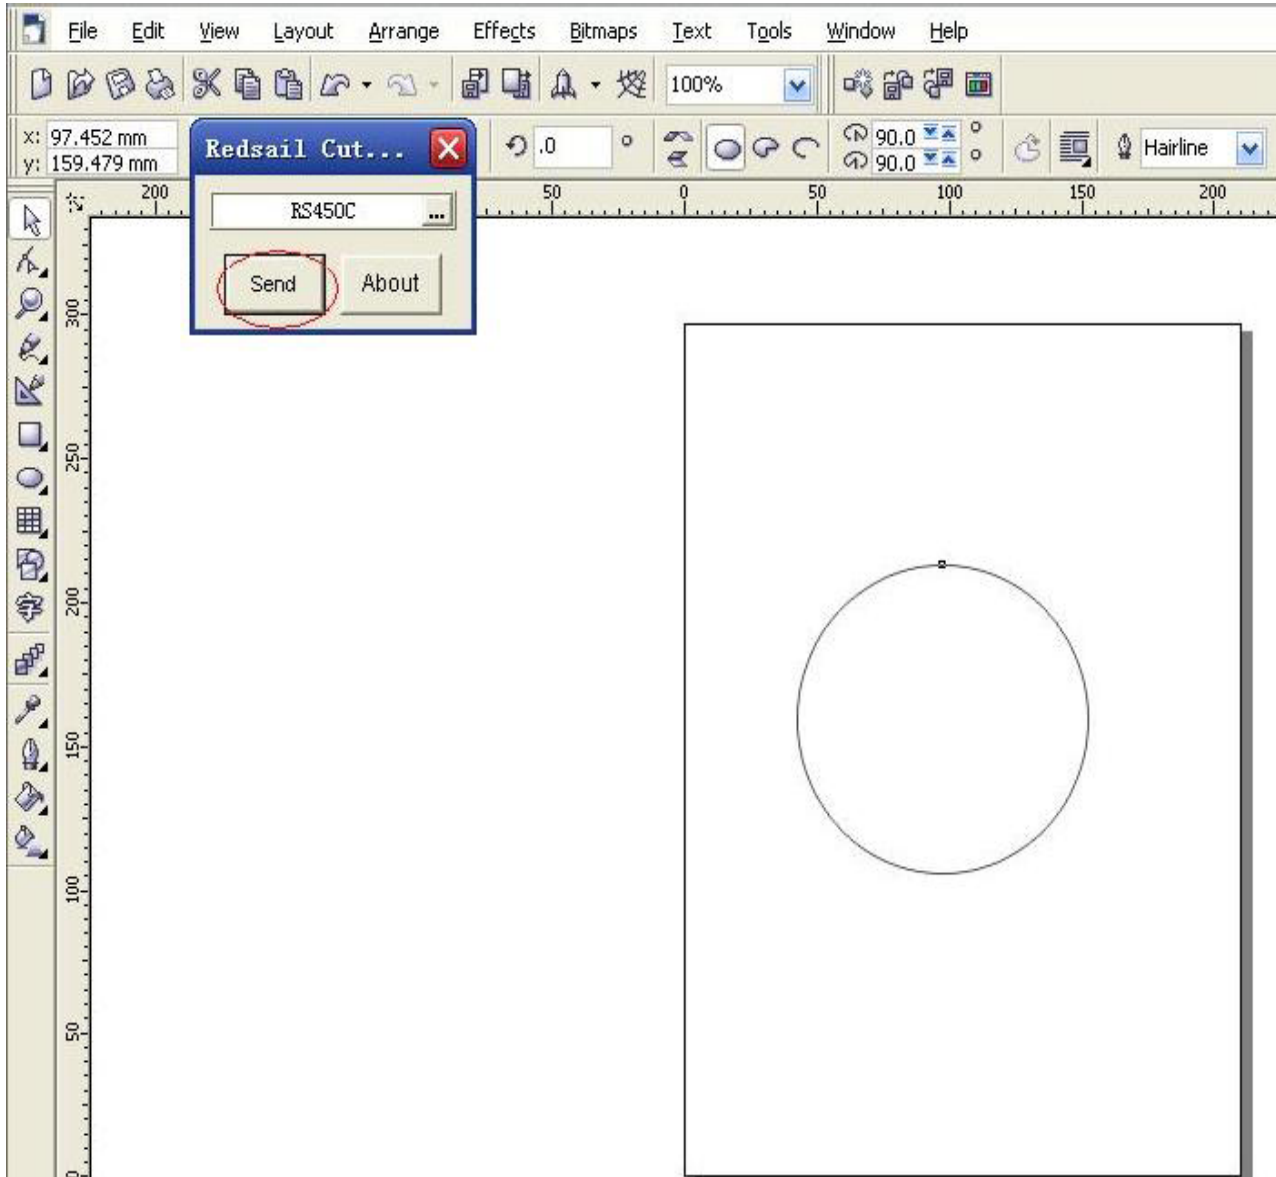 File Edit View Layout Arrange Effects Bitmaps Text Tools Window Help
100%
x: 97.452 mm
y: 159.479 mm
.0 °
90.0 °
90.0 °
Hairline
Redsail Cut...
RS450C ...
Send About
200 50 0 50 100 150 200
300
250
200
150
100
50
0
字